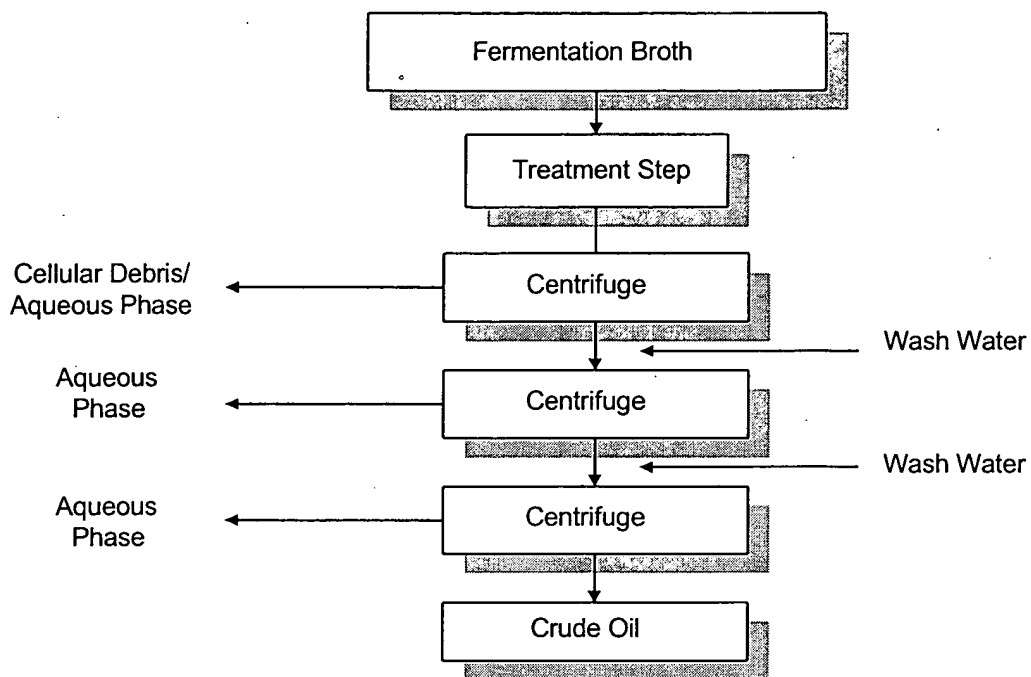 Fermentation Broth
Treatment Step
Cellular Debris/
Aqueous Phase
Centrifuge
Wash Water
Aqueous
Phase
Centrifuge
Wash Water
Aqueous
Phase
Centrifuge
Crude Oil